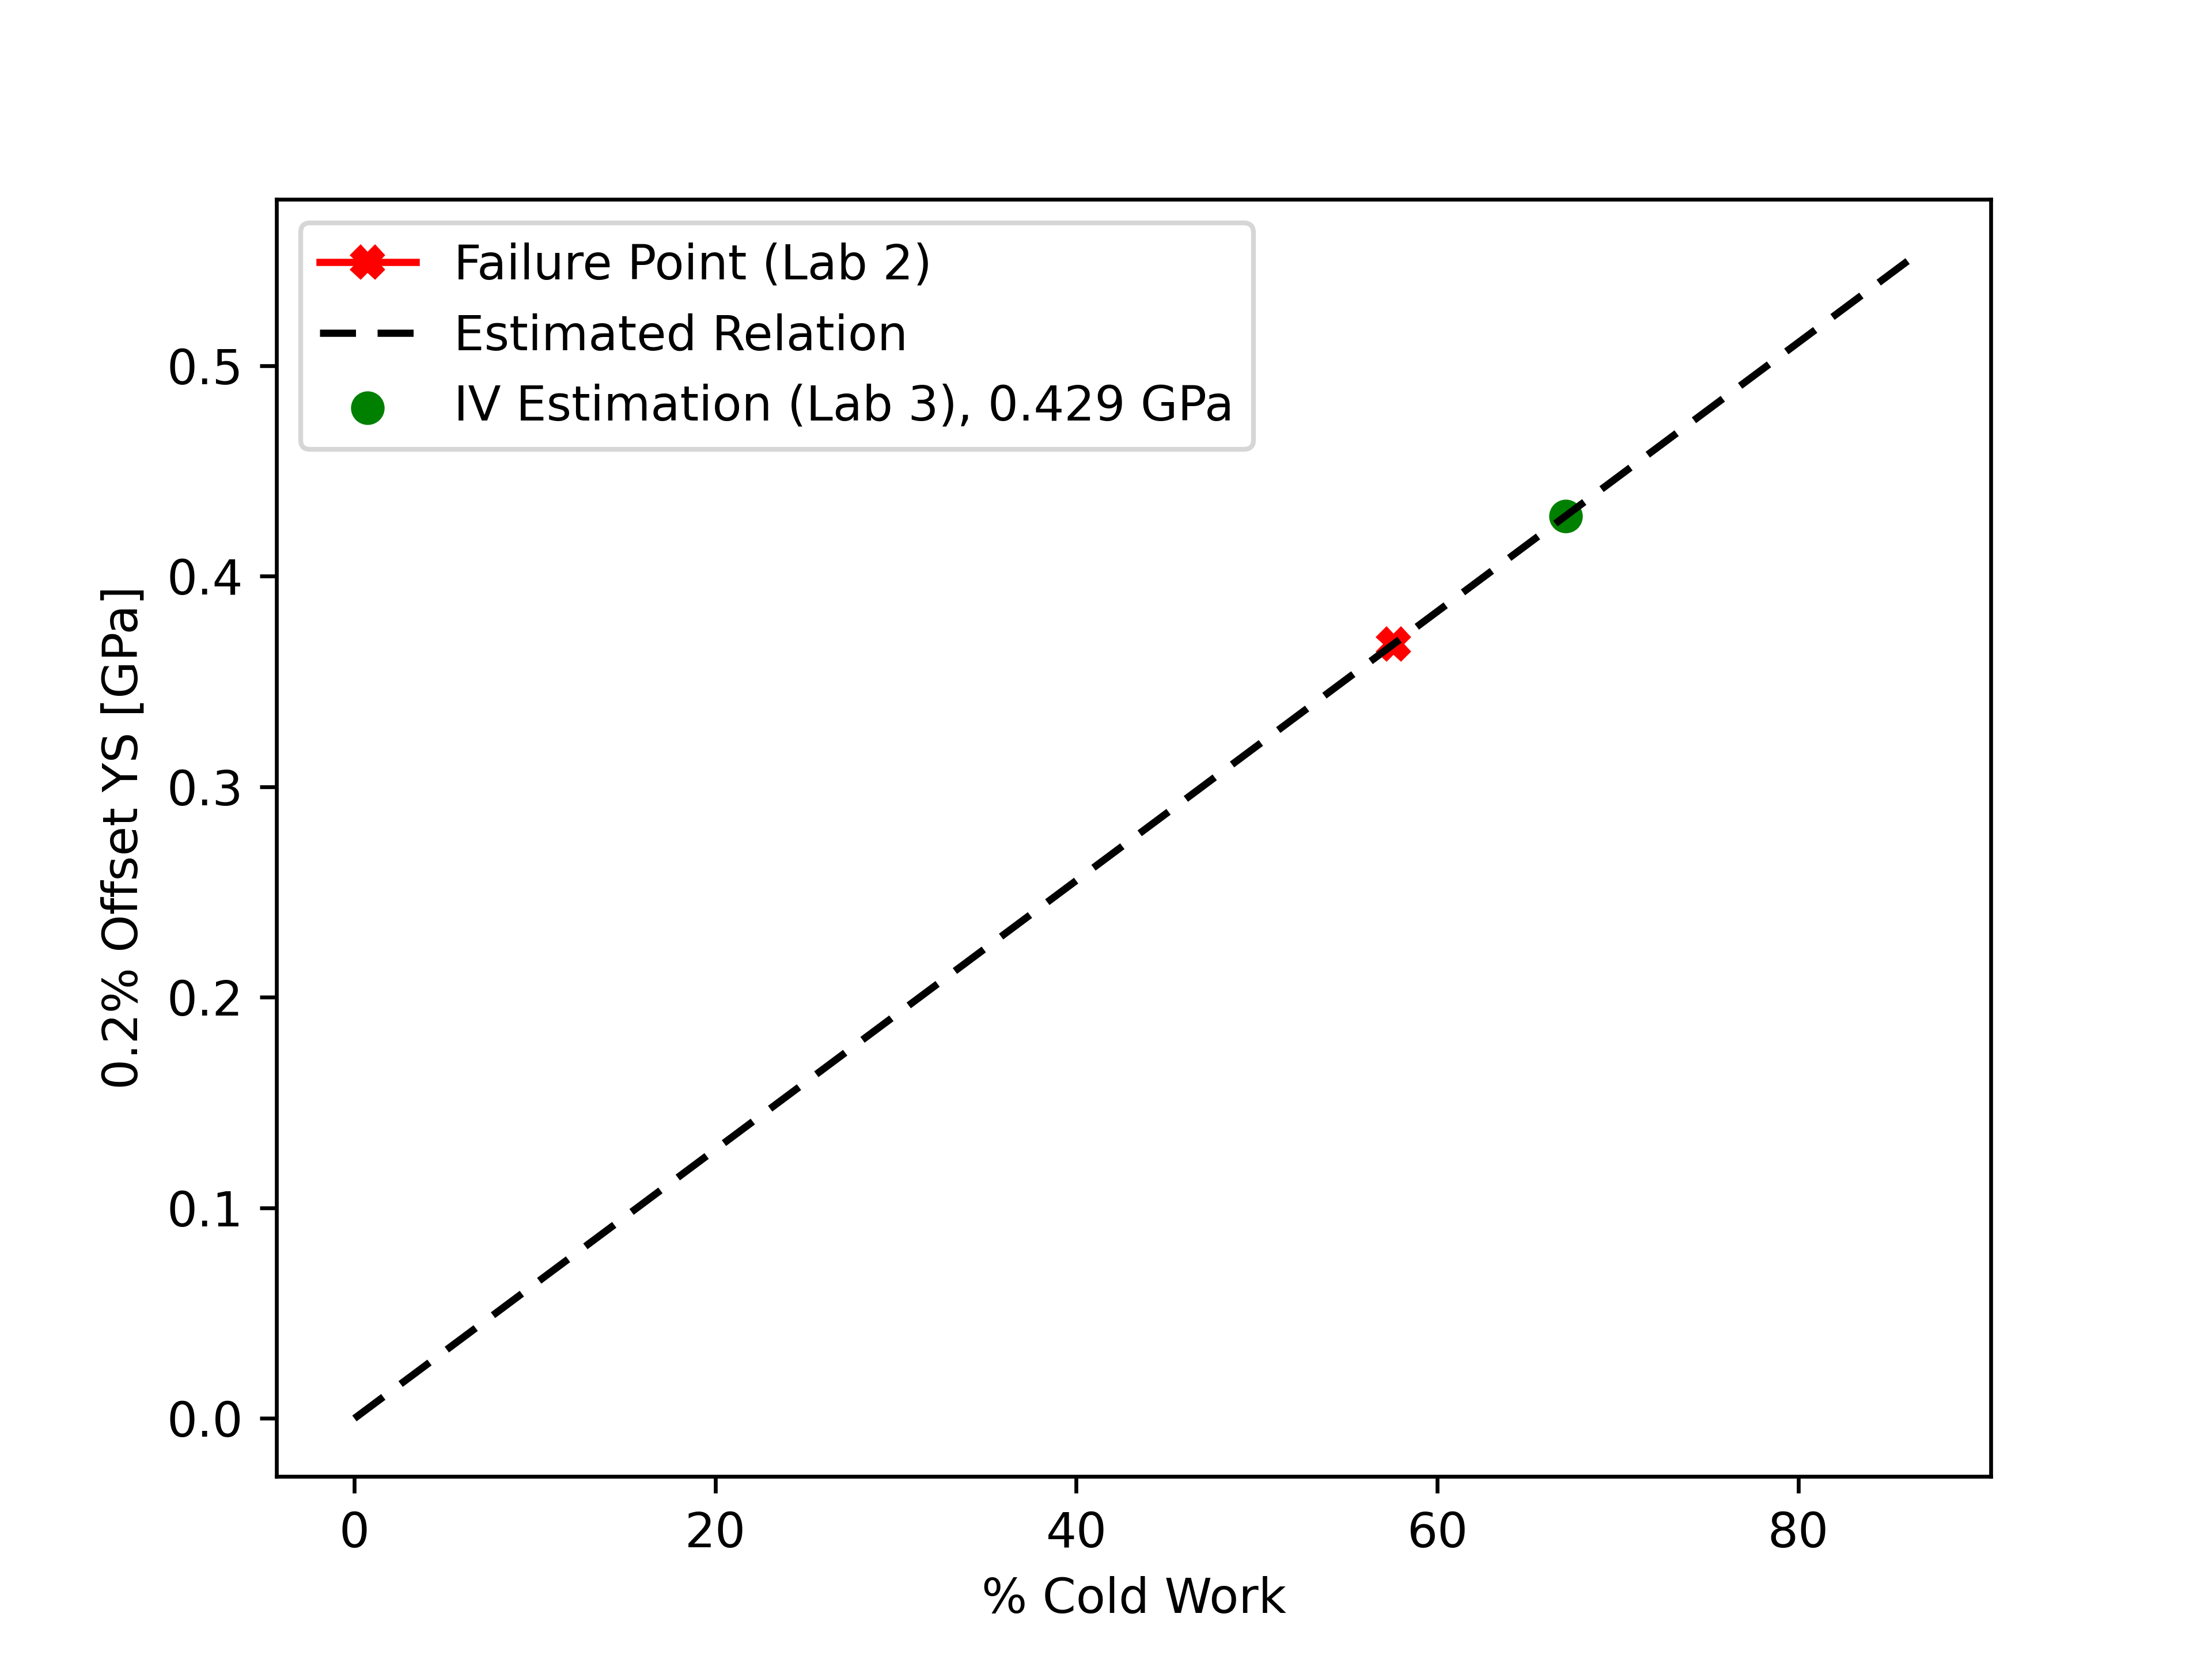 Failure Point (Lab 2)
Estimated Relation
IV Estimation (Lab 3), 0.429 GPa
0.5
0.4
0.3
0.2
0.1
0.0
0.2% Offset YS [GPa]
0 20 40 60 80
% Cold Work